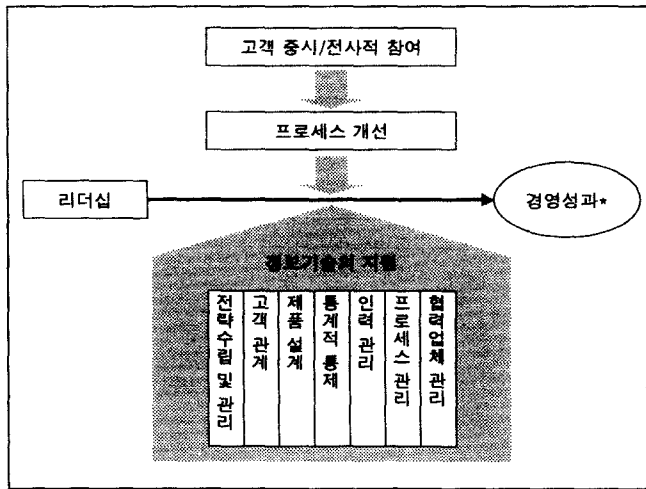 고객 중시/전사적 참여
프로세스 개선
리더십
경영성과*
정보기술의 지원
전략수립 및 관리
고객 관계
제품 설계
통계적 통제
인력 관리
프로세스 관리
협력업체 관리